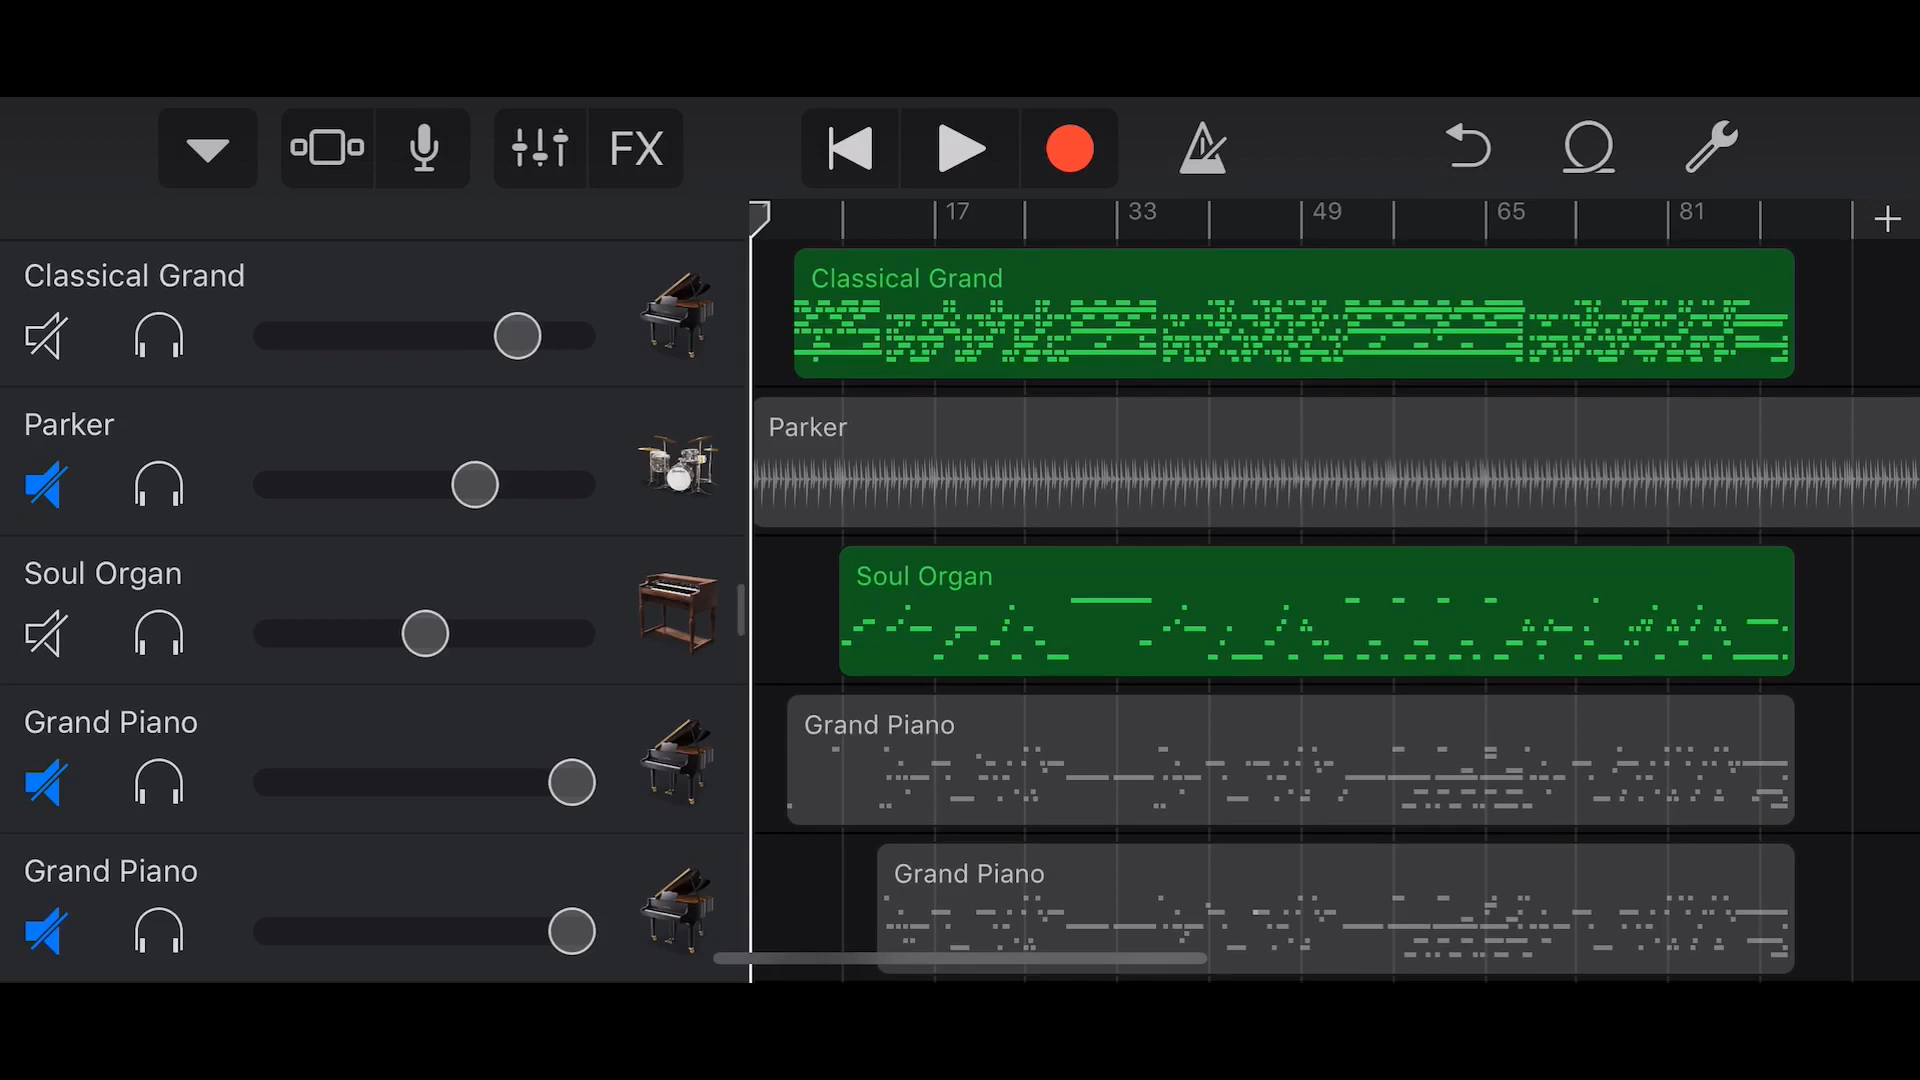 FX
17 33 49 65 81
Classical Grand
Classical Grand
Parker
Parker
Soul Organ
Soul Organ
Grand Piano
Grand Piano
Grand Piano
Grand Piano